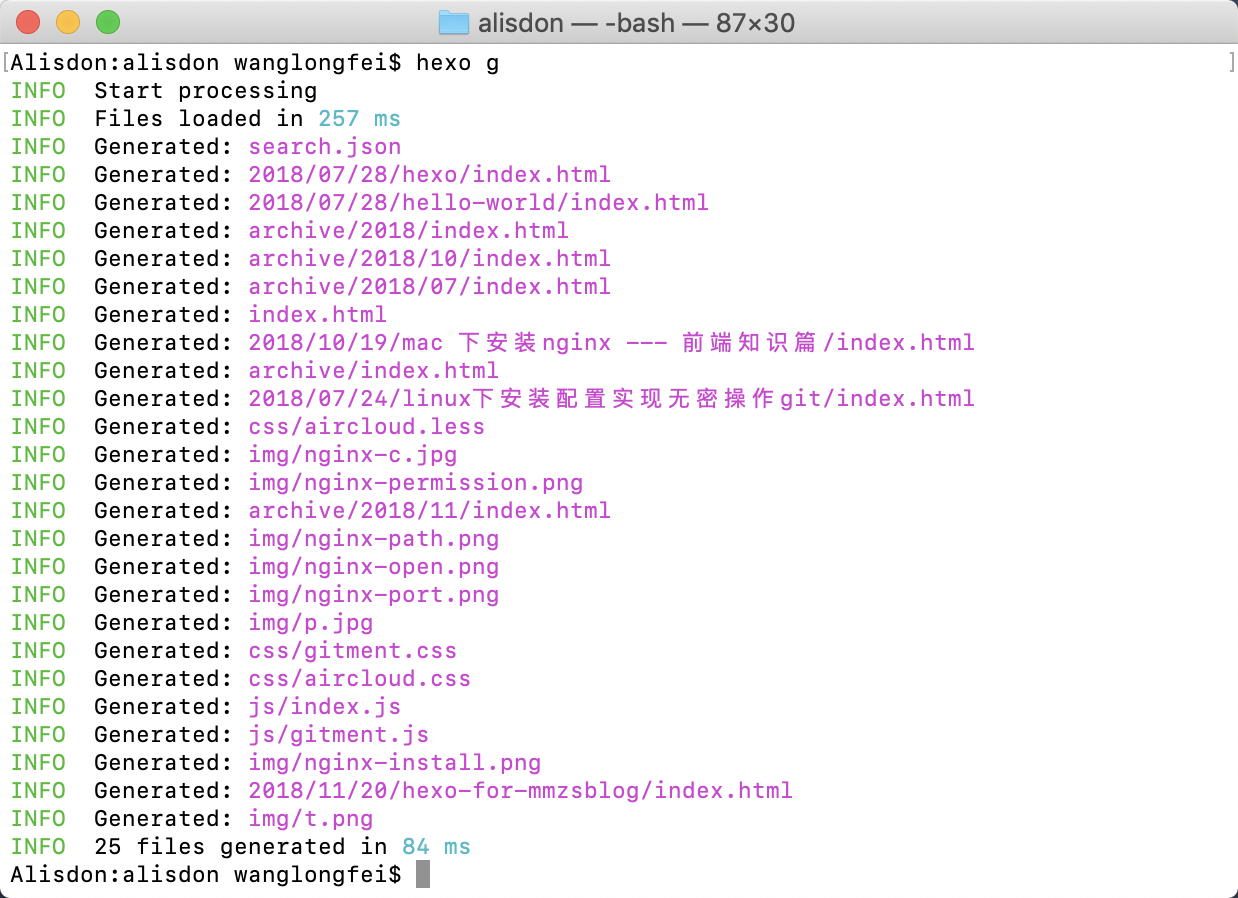 alisdon — -bash — 87×30
[Alisdon:alisdon wanglongfei$ hexo g ]
INFO  Start processing
INFO  Files loaded in 257 ms
INFO  Generated: search.json
INFO  Generated: 2018/07/28/hexo/index.html
INFO  Generated: 2018/07/28/hello-world/index.html
INFO  Generated: archive/2018/index.html
INFO  Generated: archive/2018/10/index.html
INFO  Generated: archive/2018/07/index.html
INFO  Generated: index.html
INFO  Generated: 2018/10/19/mac 下安装nginx --- 前端知识篇/index.html
INFO  Generated: archive/index.html
INFO  Generated: 2018/07/24/linux下安装配置实现无密操作git/index.html
INFO  Generated: css/aircloud.less
INFO  Generated: img/nginx-c.jpg
INFO  Generated: img/nginx-permission.png
INFO  Generated: archive/2018/11/index.html
INFO  Generated: img/nginx-path.png
INFO  Generated: img/nginx-open.png
INFO  Generated: img/nginx-port.png
INFO  Generated: img/p.jpg
INFO  Generated: css/gitment.css
INFO  Generated: css/aircloud.css
INFO  Generated: js/index.js
INFO  Generated: js/gitment.js
INFO  Generated: img/nginx-install.png
INFO  Generated: 2018/11/20/hexo-for-mmzsblog/index.html
INFO  Generated: img/t.png
INFO  25 files generated in 84 ms
Alisdon:alisdon wanglongfei$